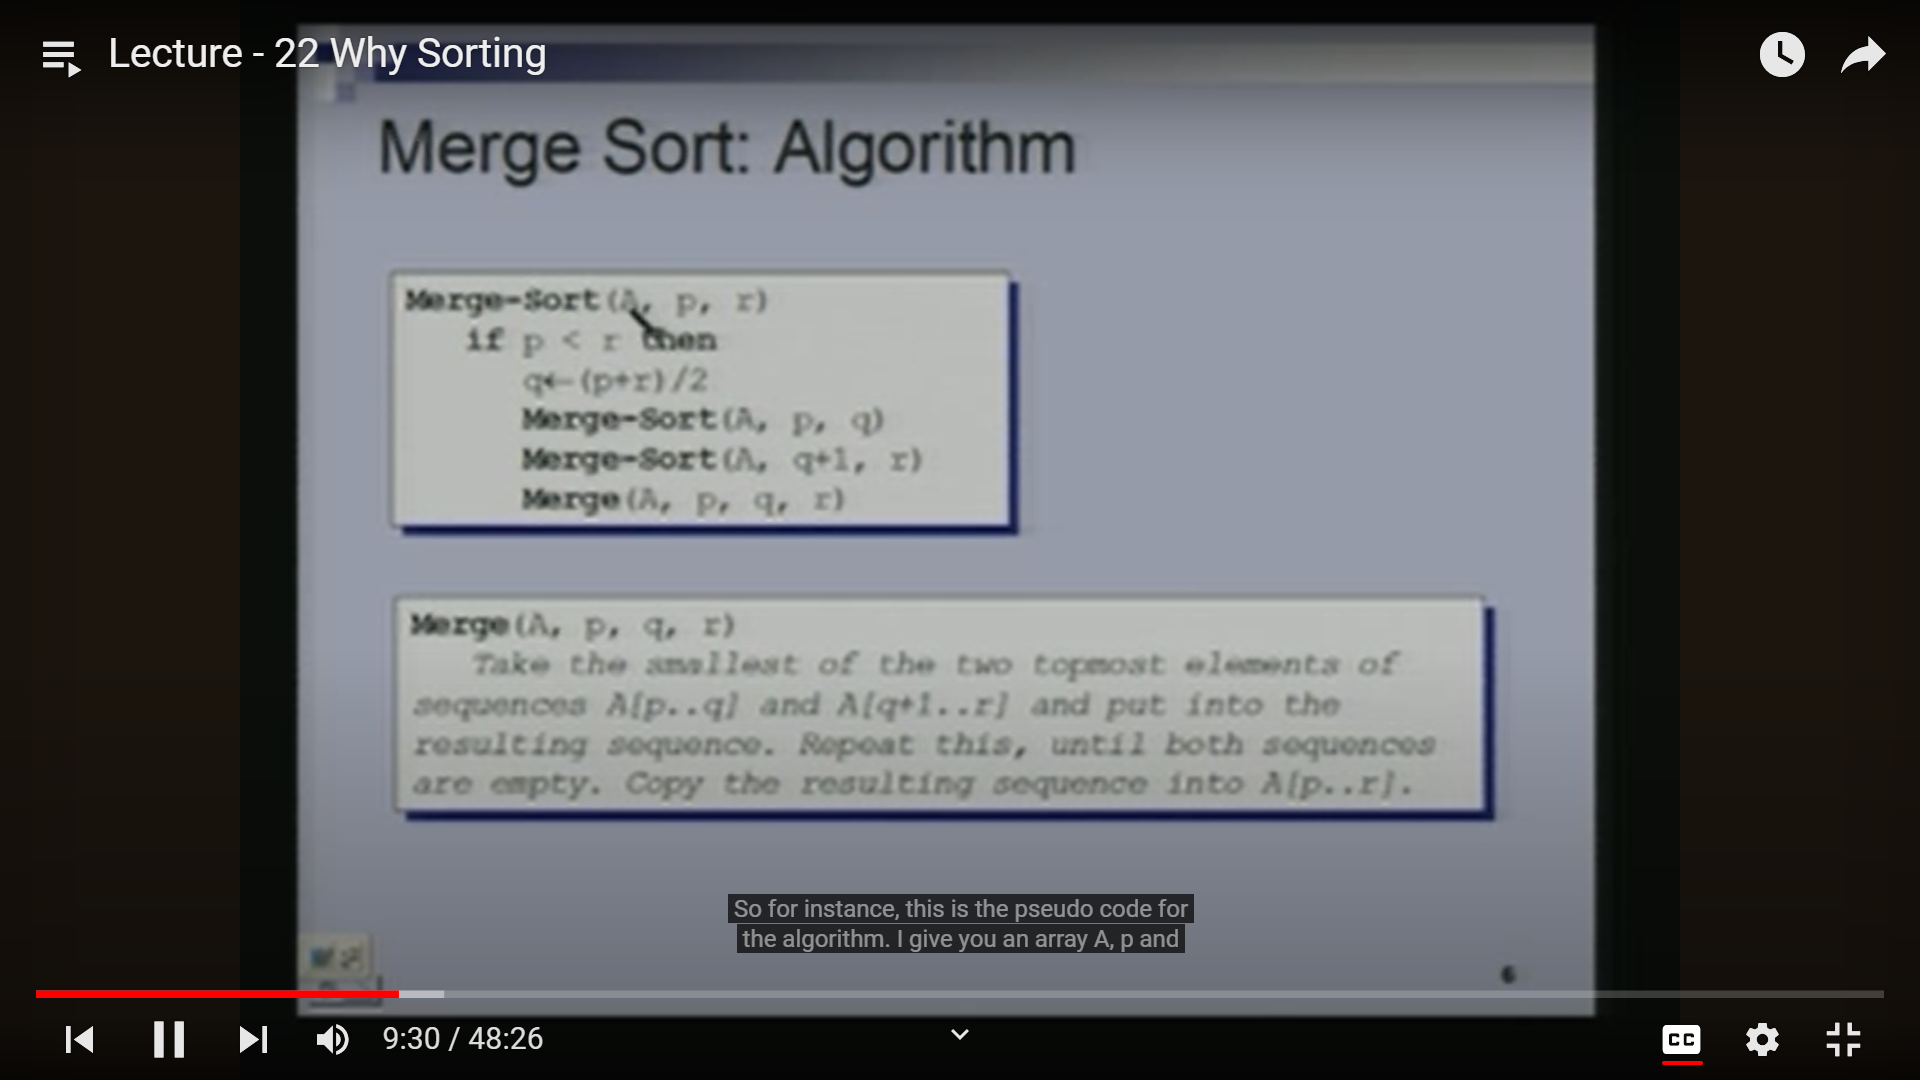 Lecture - 22 Why Sorting
Merge Sort: Algorithm
Merge-Sort(A, p, r)
if p < r then
q←(p+r)/2
Merge-Sort(A, p, q)
Merge-Sort(A, q+1, r)
Merge(A, p, q, r)
Merge(A, p, q, r)
Take the smallest of the two topmost elements of
sequences A[p..q] and A[q+1..r] and put into the
resulting sequence. Repeat this, until both sequences
are empty. Copy the resulting sequence into A[p..r].
So for instance, this is the pseudo code for
the algorithm. I give you an array A, p and
6
9:30 / 48:26
CC